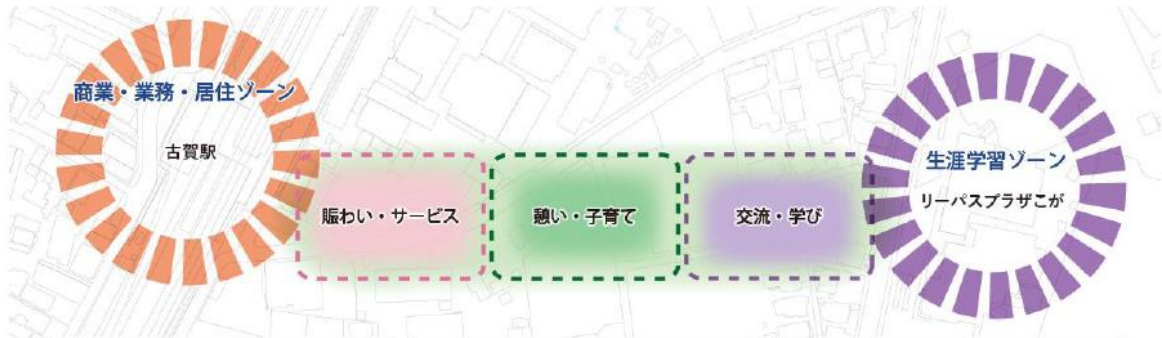 商業・業務・居住ゾーン
古賀駅
賑わい・サービス
憩い・子育て
交流・学び
生涯学習ゾーン
リーパスプラザこが